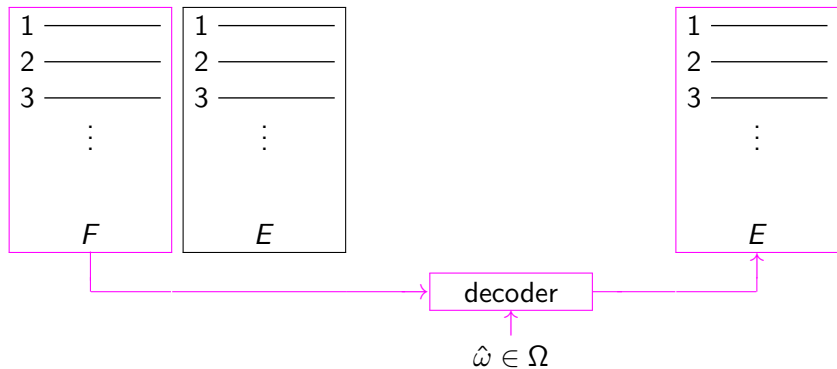 1 1 1
2 2 2
3 3 3
⋮ ⋮ ⋮
F E E
decoder
ω̂ ∈ Ω